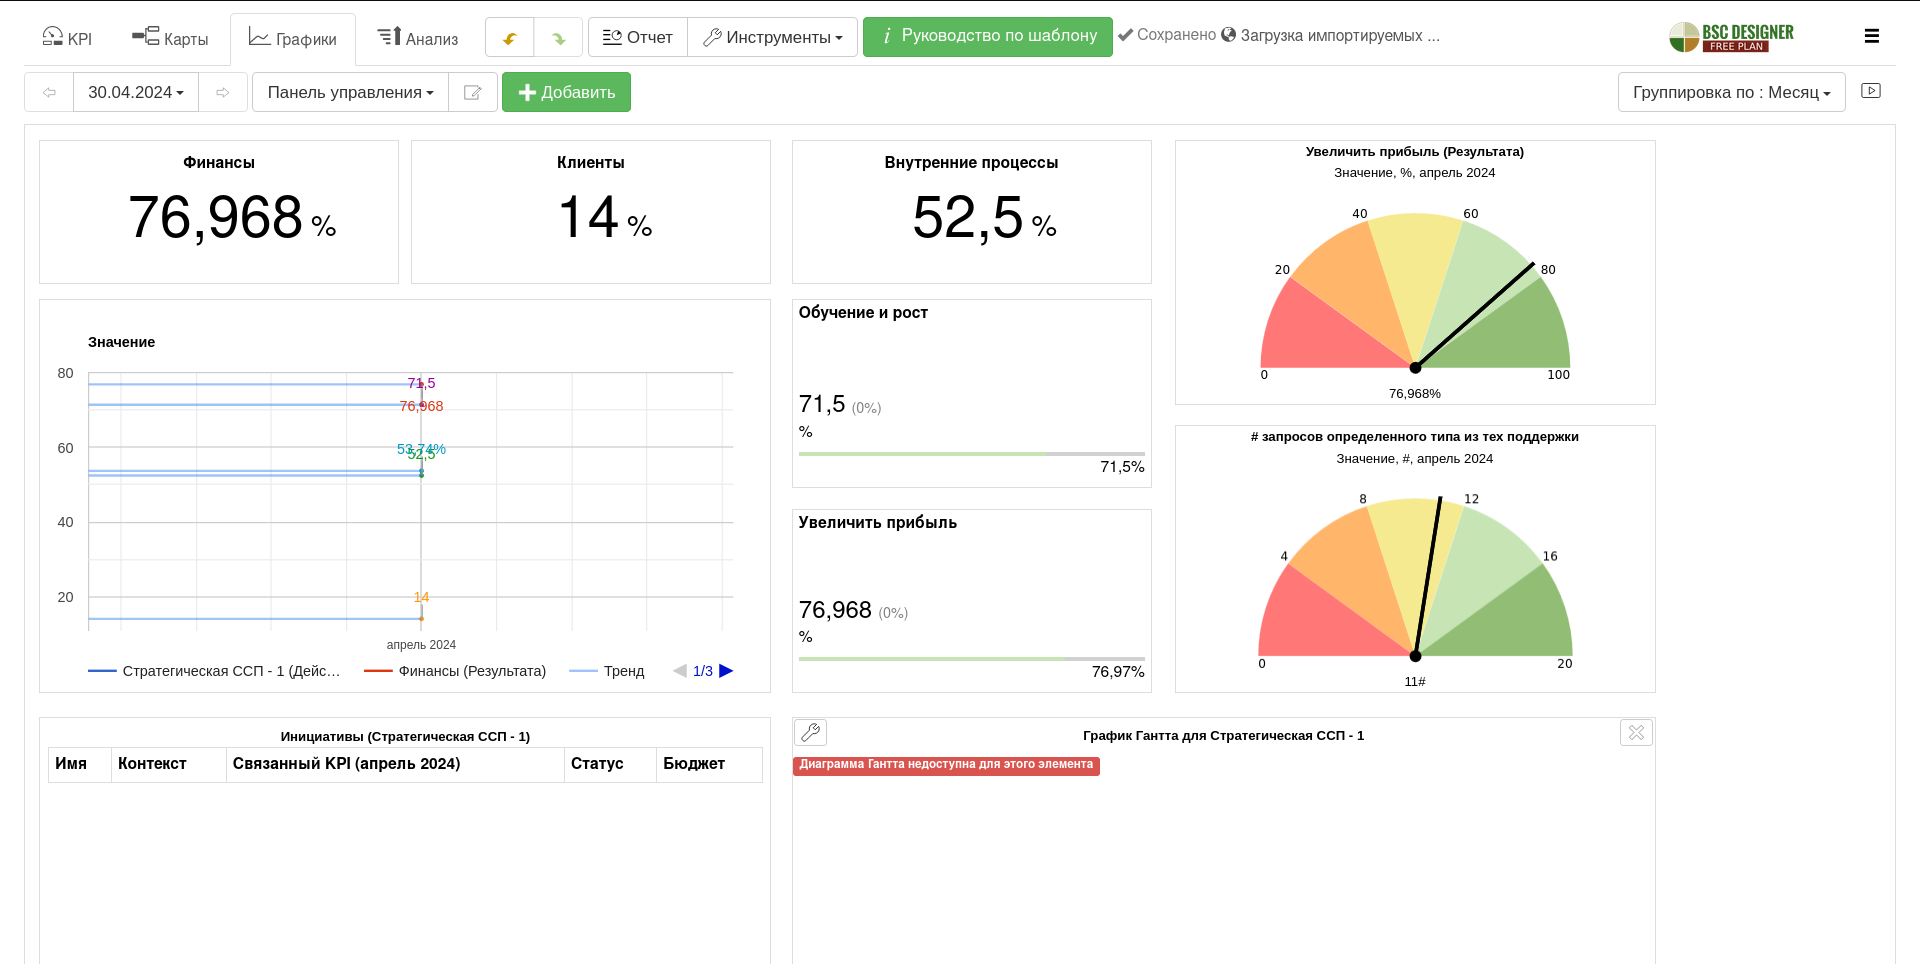 KPI
Карты
Графики
Анализ
Отчет
Инструменты
i Руководство по шаблону
Сохранено
Загрузка импортируемых ...
BSC DESIGNER
FREE PLAN
30.04.2024
Панель управления
Добавить
Группировка по : Месяц
Финансы
76,968 %
Клиенты
14 %
Внутренние процессы
52,5 %
Увеличить прибыль (Результата)
Значение, %, апрель 2024
0
20
40
60
80
100
76,968%
Значение
80
60
40
20
71,5
76,968
53,74%
52,5
14
апрель 2024
Стратегическая ССП - 1 (Дейс…
Финансы (Результата)
Тренд
1/3
Обучение и рост
71,5 (0%)
%
71,5%
Увеличить прибыль
76,968 (0%)
%
76,97%
# запросов определенного типа из тех поддержки
Значение, #, апрель 2024
0
4
8
12
16
20
11#
Инициативы (Стратегическая ССП - 1)
Имя
Контекст
Связанный KPI (апрель 2024)
Статус
Бюджет
График Гантта для Стратегическая ССП - 1
Диаграмма Гантта недоступна для этого элемента